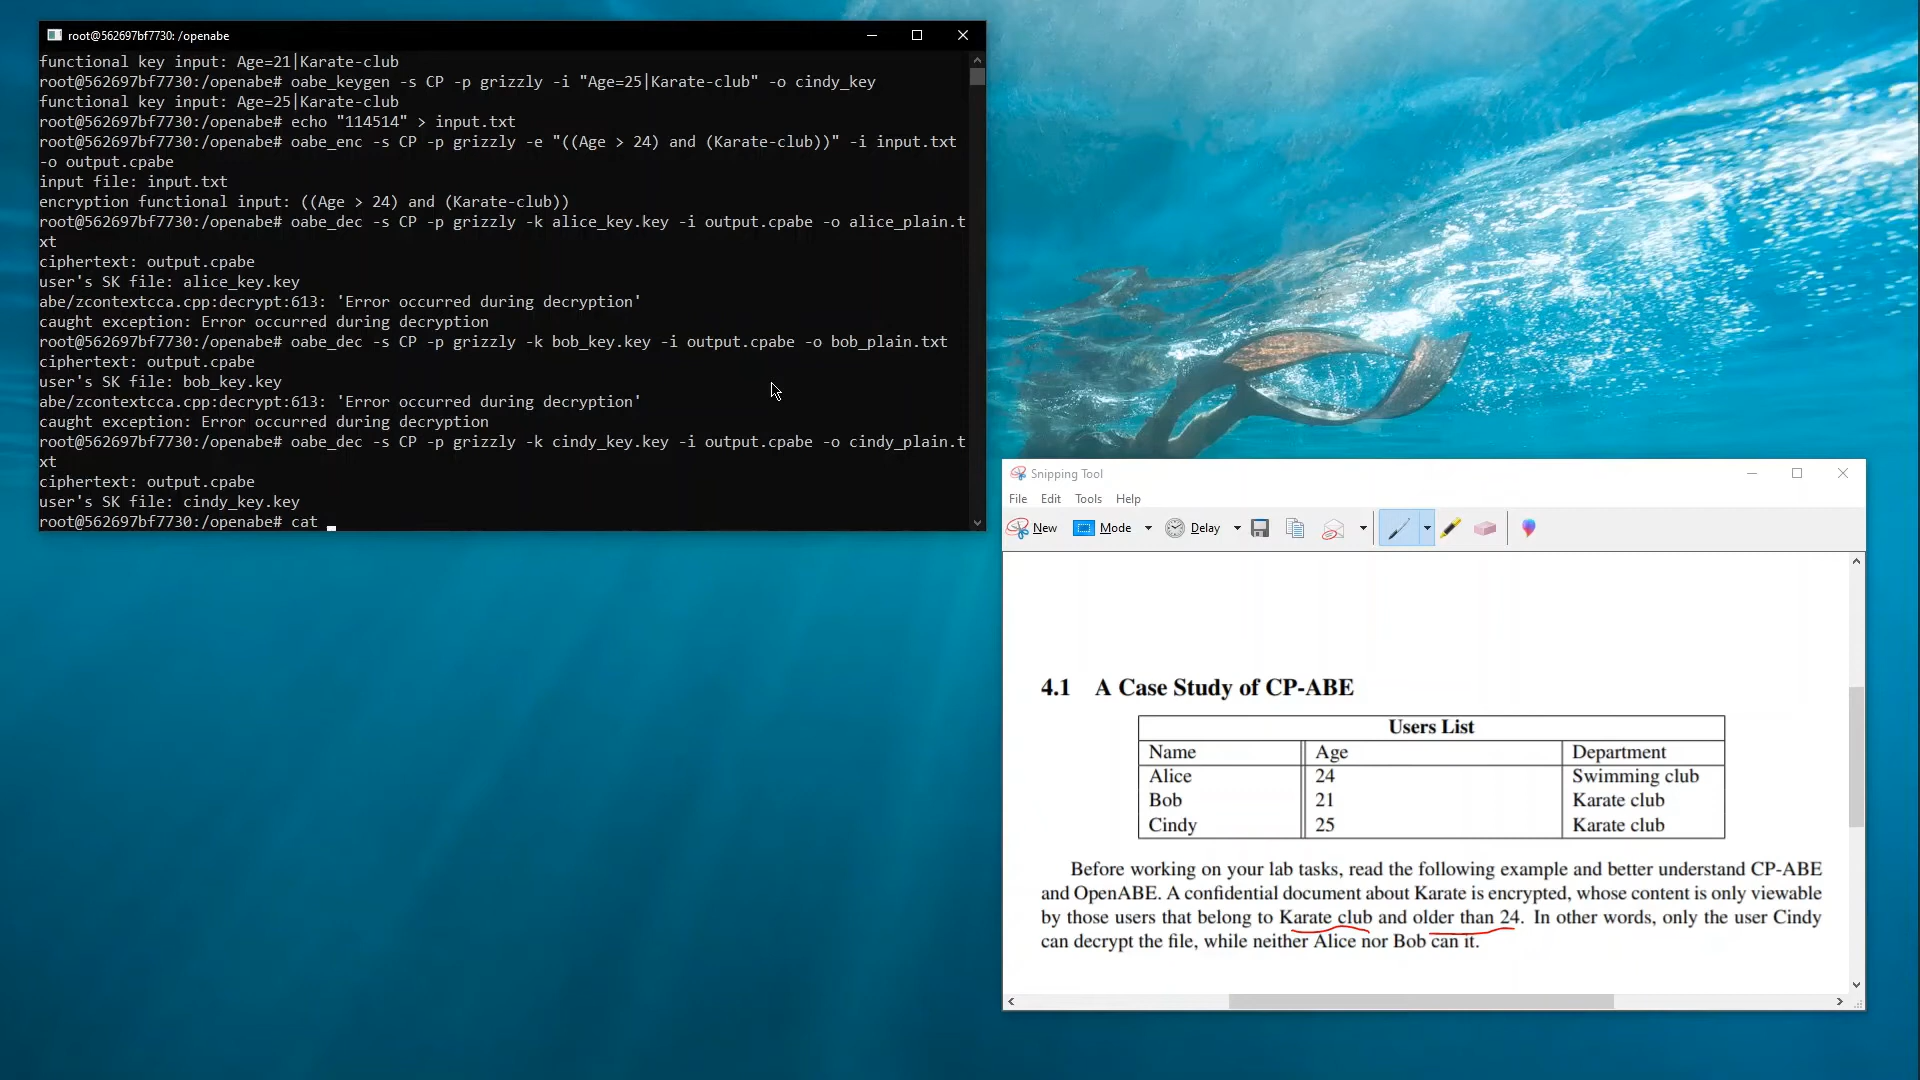 root@562697bf7730: /openabe
functional key input: Age=21|Karate-club
root@562697bf7730:/openabe# oabe_keygen -s CP -p grizzly -i "Age=25|Karate-club" -o cindy_key
functional key input: Age=25|Karate-club
root@562697bf7730:/openabe# echo "114514" > input.txt
root@562697bf7730:/openabe# oabe_enc -s CP -p grizzly -e "((Age > 24) and (Karate-club))" -i input.txt
-o output.cpabe
input file: input.txt
encryption functional input: ((Age > 24) and (Karate-club))
root@562697bf7730:/openabe# oabe_dec -s CP -p grizzly -k alice_key.key -i output.cpabe -o alice_plain.t
xt
ciphertext: output.cpabe
user's SK file: alice_key.key
abe/zcontextcca.cpp:decrypt:613: 'Error occurred during decryption'
caught exception: Error occurred during decryption
root@562697bf7730:/openabe# oabe_dec -s CP -p grizzly -k bob_key.key -i output.cpabe -o bob_plain.txt
ciphertext: output.cpabe
user's SK file: bob_key.key
abe/zcontextcca.cpp:decrypt:613: 'Error occurred during decryption'
caught exception: Error occurred during decryption
root@562697bf7730:/openabe# oabe_dec -s CP -p grizzly -k cindy_key.key -i output.cpabe -o cindy_plain.t
xt
ciphertext: output.cpabe
user's SK file: cindy_key.key
root@562697bf7730:/openabe# cat
Snipping Tool
File Edit Tools Help
New Mode Delay
4.1 A Case Study of CP-ABE
Users List
Name Age Department
Alice 24 Swimming club
Bob 21 Karate club
Cindy 25 Karate club
Before working on your lab tasks, read the following example and better understand CP-ABE
and OpenABE. A confidential document about Karate is encrypted, whose content is only viewable
by those users that belong to Karate club and older than 24. In other words, only the user Cindy
can decrypt the file, while neither Alice nor Bob can it.